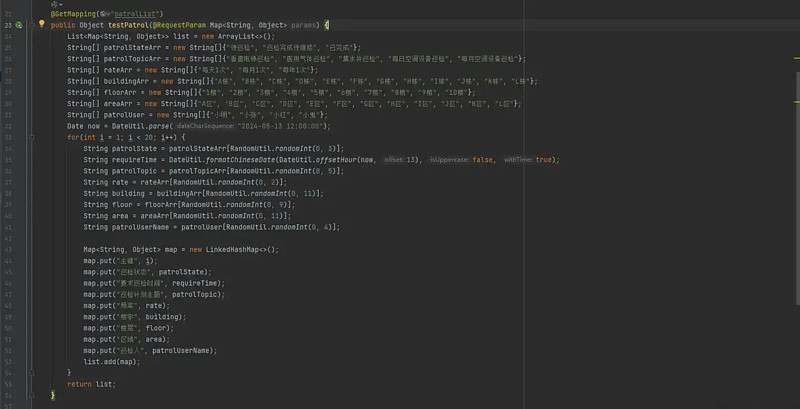 @GetMapping("patrolList")
public Object testPatrol(@RequestParam Map<String, Object> params) {
List<Map<String, Object>> list = new ArrayList<>();
String[] patrolStateArr = new String[]{"待巡检", "巡检完成待维修", "已完成"};
String[] patrolTopicArr = new String[]{"垂直电梯巡检", "医用气体巡检", "集水井巡检", "每日空调设备巡检", "每月空调设备巡检"};
String[] rateArr = new String[]{"每天1次", "每月1次", "每年1次"};
String[] buildingArr = new String[]{"A栋", "B栋", "C栋", "D栋", "E栋", "F栋", "G栋", "H栋", "I栋", "J栋", "K栋", "L栋"};
String[] floorArr = new String[]{"1楼", "2楼", "3楼", "4楼", "5楼", "6楼", "7楼", "8楼", "9楼", "10楼"};
String[] areaArr = new String[]{"A区", "B区", "C区", "D区", "E区", "F区", "G区", "H区", "I区", "J区", "K区", "L区"};
String[] patrolUser = new String[]{"小明", "小张", "小红", "小鬼"};
Date now = DateUtil.parse( dateCharSequence: "2024-05-13 12:00:00");
for(int i = 1; i < 20; i++) {
String patrolState = patrolStateArr[RandomUtil.randomInt(0, 3)];
String requireTime = DateUtil.formatChineseDate(DateUtil.offsetHour(now, offset: 13), isUppercase: false, withTime: true);
String patrolTopic = patrolTopicArr[RandomUtil.randomInt(0, 5)];
String rate = rateArr[RandomUtil.randomInt(0, 2)];
String building = buildingArr[RandomUtil.randomInt(0, 11)];
String floor = floorArr[RandomUtil.randomInt(0, 9)];
String area = areaArr[RandomUtil.randomInt(0, 11)];
String patrolUserName = patrolUser[RandomUtil.randomInt(0, 4)];
Map<String, Object> map = new LinkedHashMap<>();
map.put("主键", i);
map.put("巡检状态", patrolState);
map.put("要求巡检时间", requireTime);
map.put("巡检计划主题", patrolTopic);
map.put("频率", rate);
map.put("楼宇", building);
map.put("楼层", floor);
map.put("区域", area);
map.put("巡检人", patrolUserName);
list.add(map);
}
return list;
}